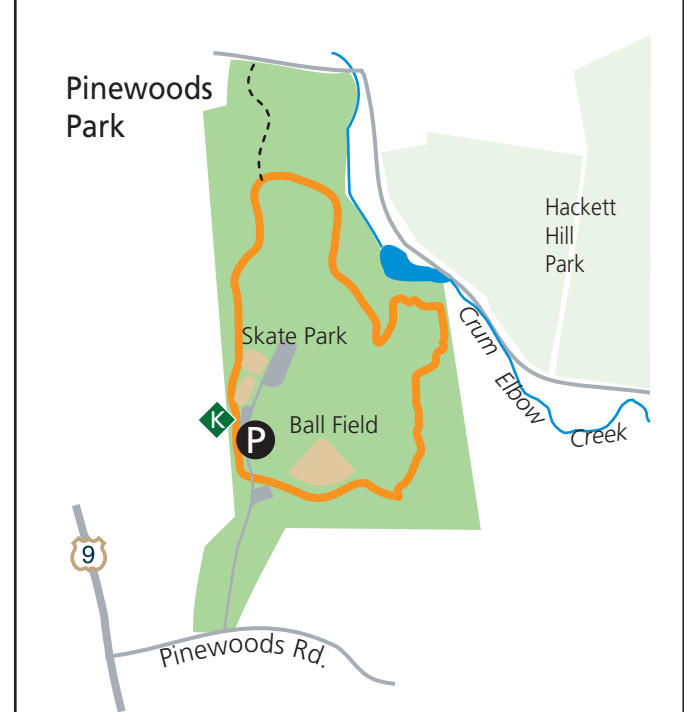 Pinewoods
Park
Hackett
Hill
Park
Skate Park
Crum
Elbow
Creek
K
P
Ball Field
9
Pinewoods Rd.